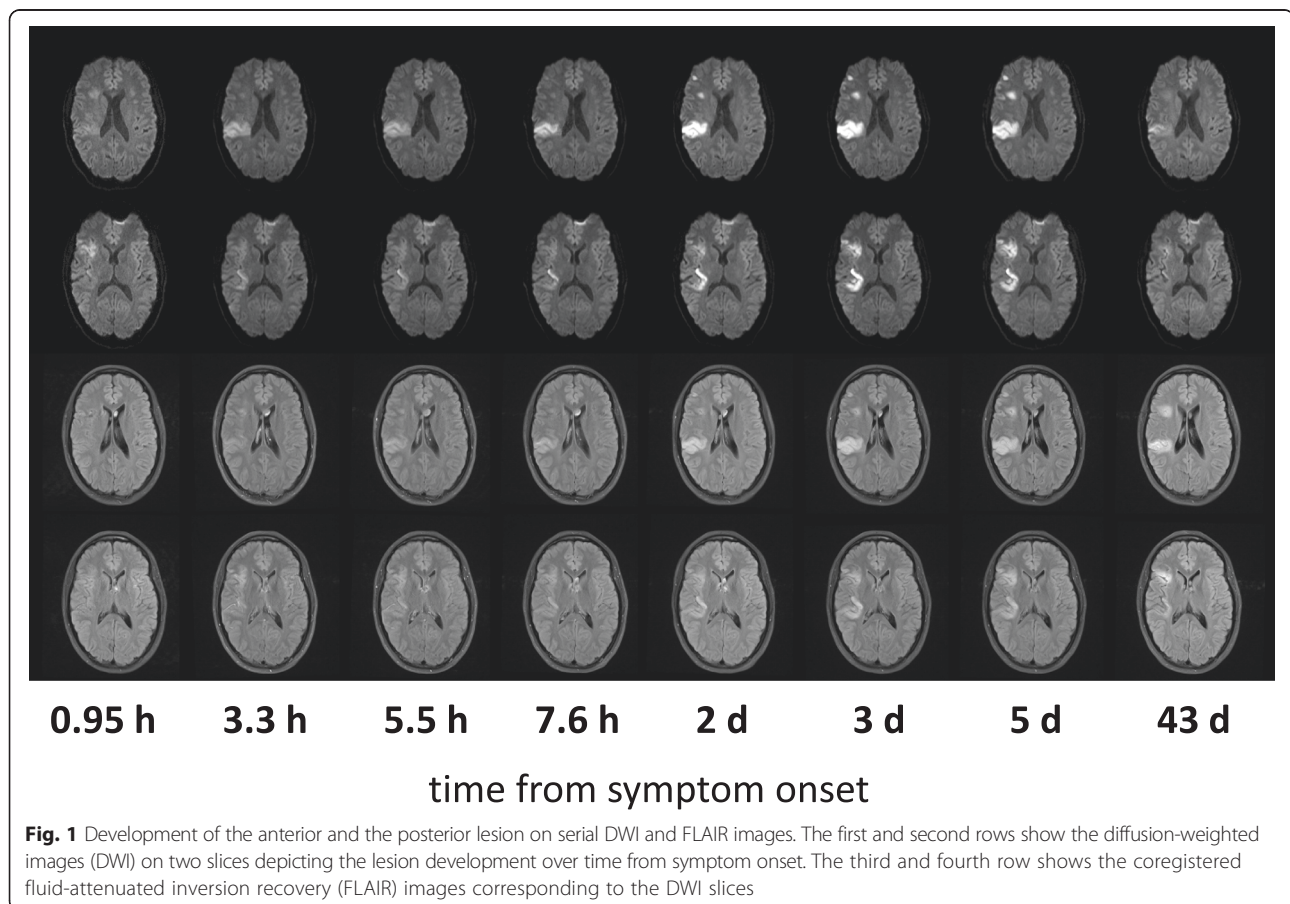 0.95 h 3.3 h 5.5 h 7.6 h 2 d 3 d 5 d 43 d
time from symptom onset
Fig. 1 Development of the anterior and the posterior lesion on serial DWI and FLAIR images. The first and second rows show the diffusion-weighted
images (DWI) on two slices depicting the lesion development over time from symptom onset. The third and fourth row shows the coregistered
fluid-attenuated inversion recovery (FLAIR) images corresponding to the DWI slices